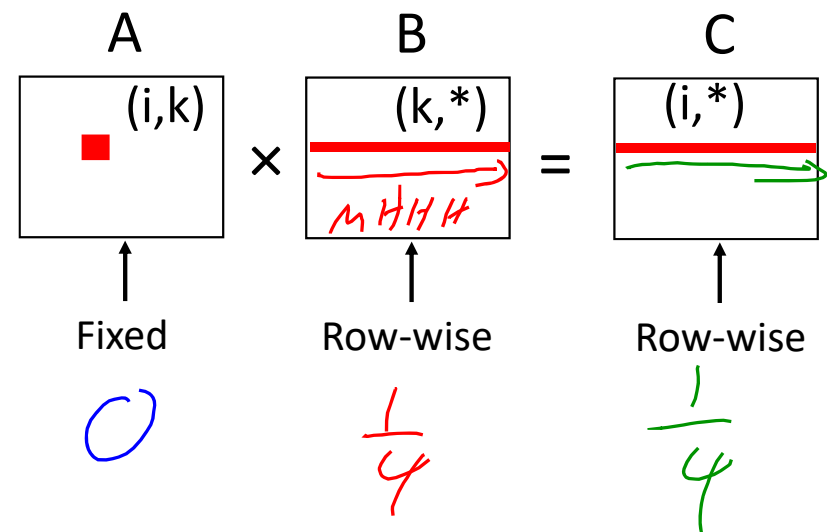 A B C
(i,k) × (k,*) = (i,*)
M H H H
Fixed Row-wise Row-wise
0 1/4 1/4